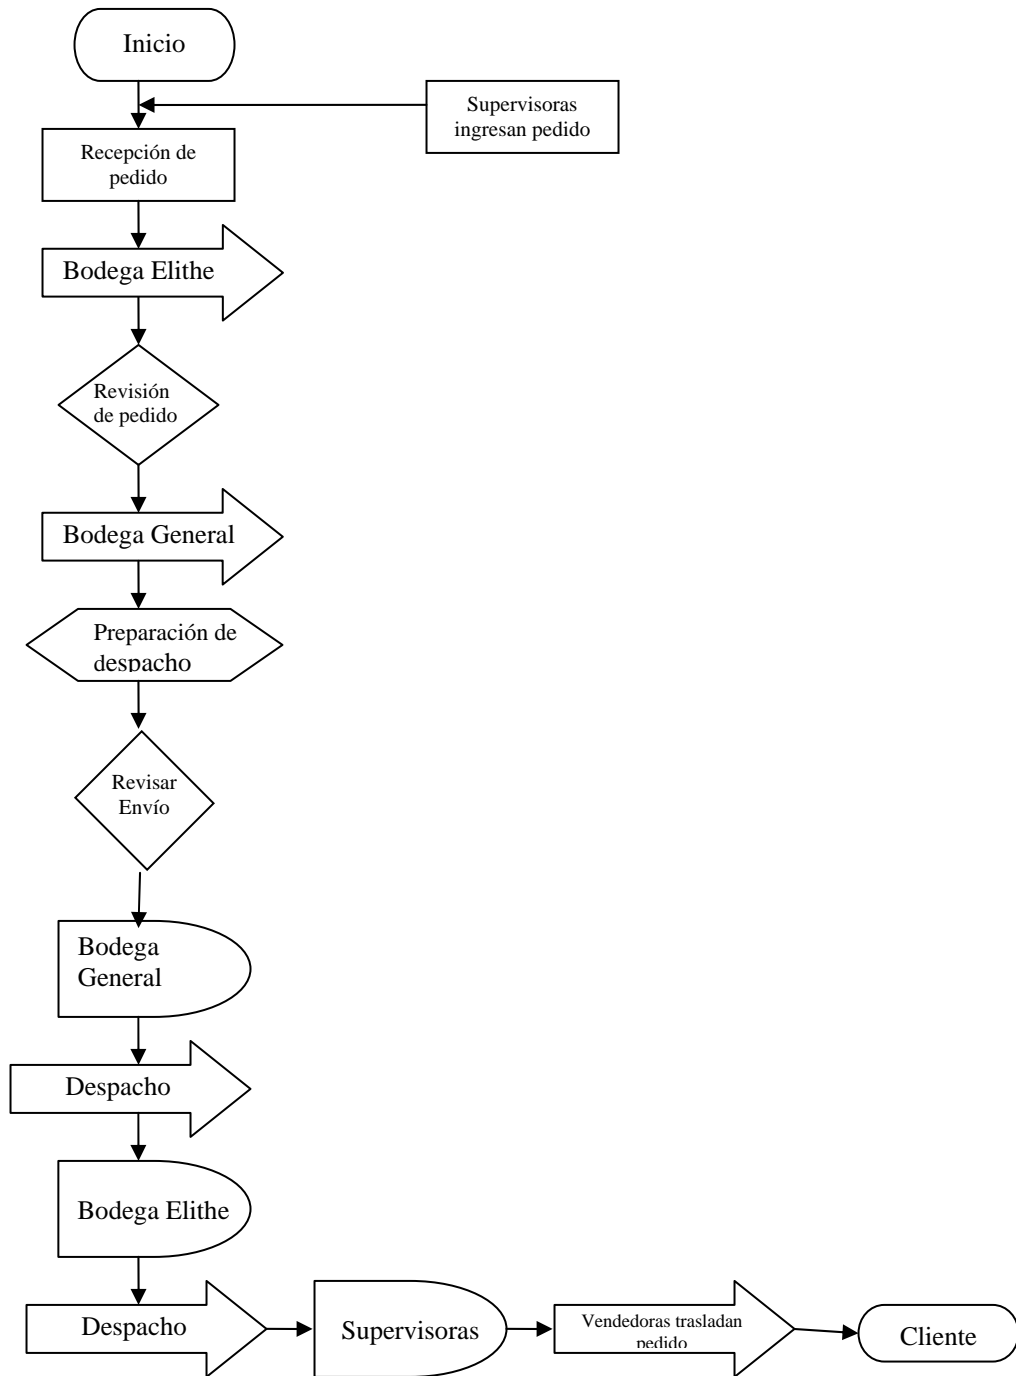 Inicio
Supervisoras
ingresan pedido
Recepción de
pedido
Bodega Elithe
Revisión
de pedido
Bodega General
Preparación de
despacho
Revisar
Envío
Bodega
General
Despacho
Bodega Elithe
Despacho
Supervisoras
Vendedoras trasladan
pedido
Cliente